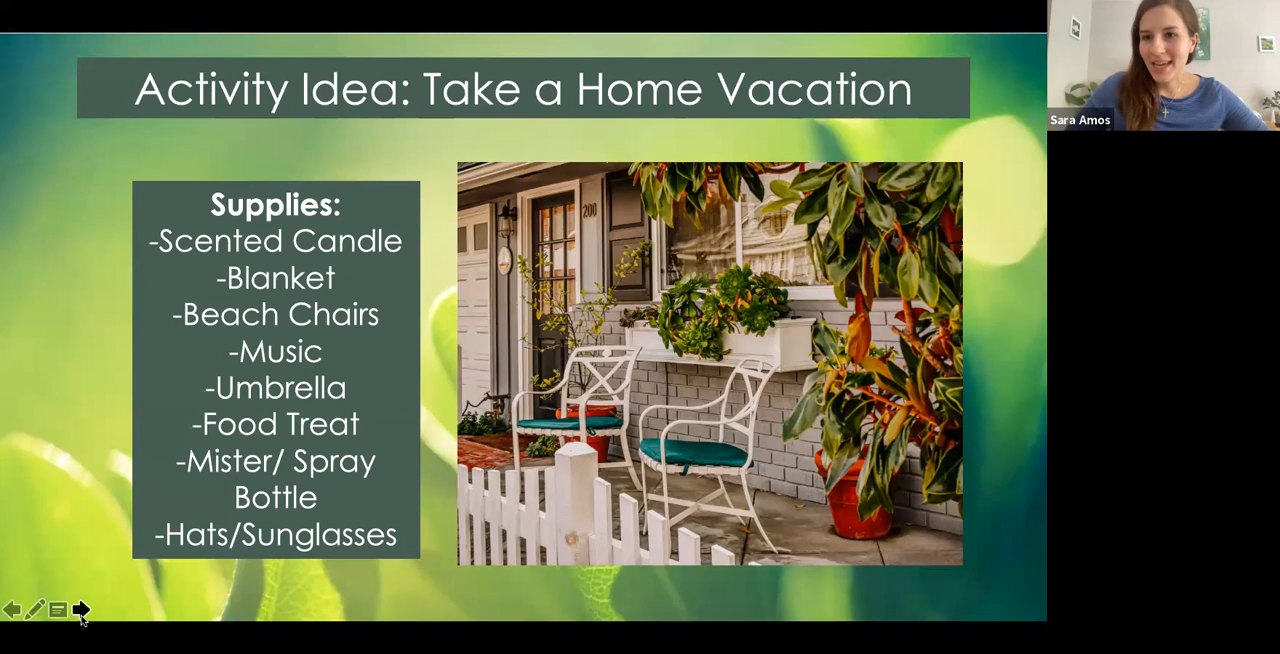 Activity Idea: Take a Home Vacation
Sara Amos
Supplies:
-Scented Candle
-Blanket
-Beach Chairs
-Music
-Umbrella
-Food Treat
-Mister/ Spray
Bottle
-Hats/Sunglasses
200